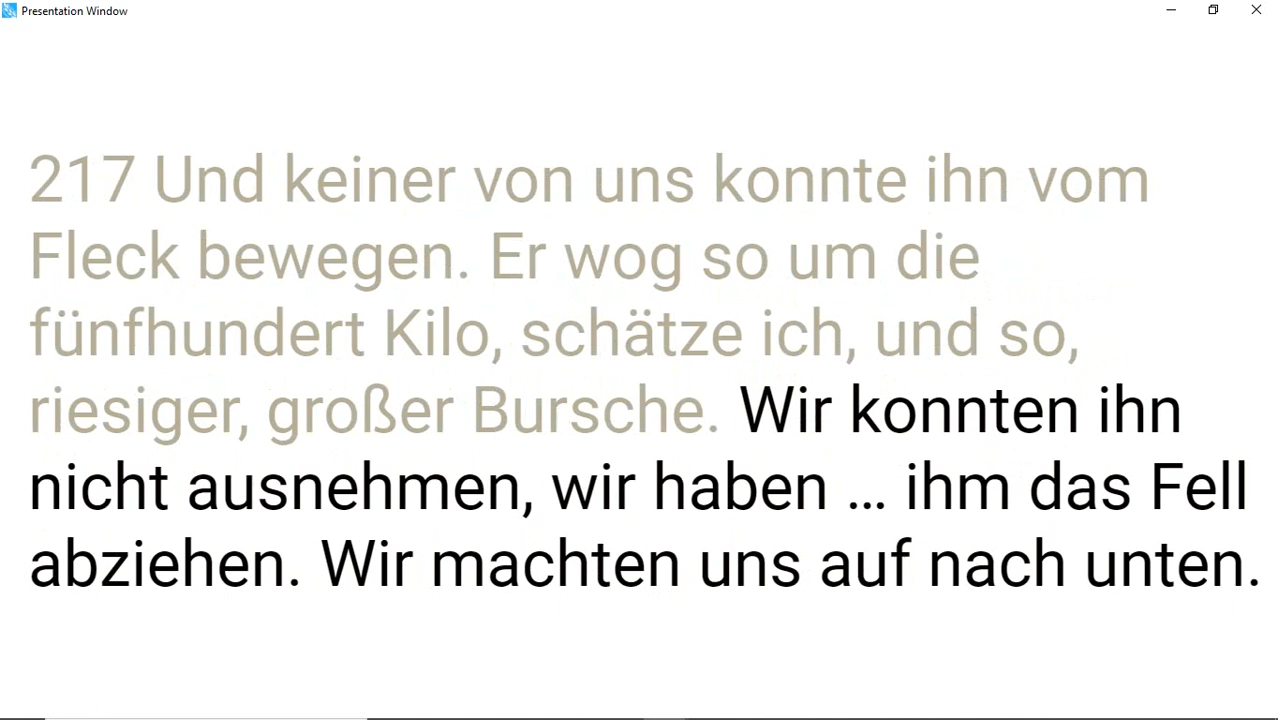 Presentation Window
217 Und keiner von uns konnte ihn vom
Fleck bewegen. Er wog so um die
fünfhundert Kilo, schätze ich, und so,
riesiger, großer Bursche. Wir konnten ihn
nicht ausnehmen, wir haben ... ihm das Fell
abziehen. Wir machten uns auf nach unten.